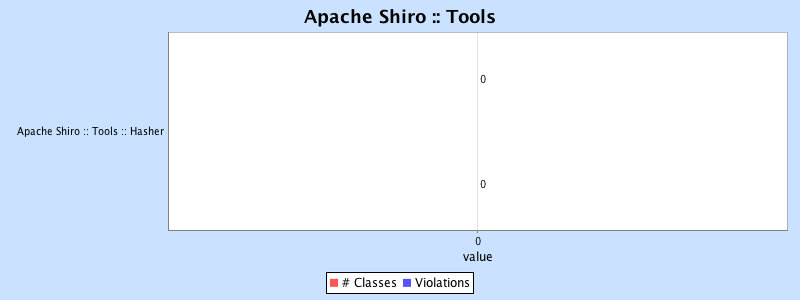 Apache Shiro :: Tools
0
Apache Shiro :: Tools :: Hasher
0
0
value
# Classes Violations